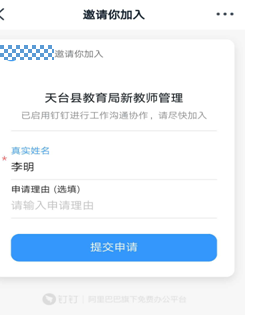 邀请你加入
邀请你加入
天台县教育局新教师管理
已启用钉钉进行工作沟通协作，请尽快加入
真实姓名
* 李明
申请理由 (选填)
请输入申请理由
提交申请
钉钉 | 阿里巴巴旗下免费办公平台